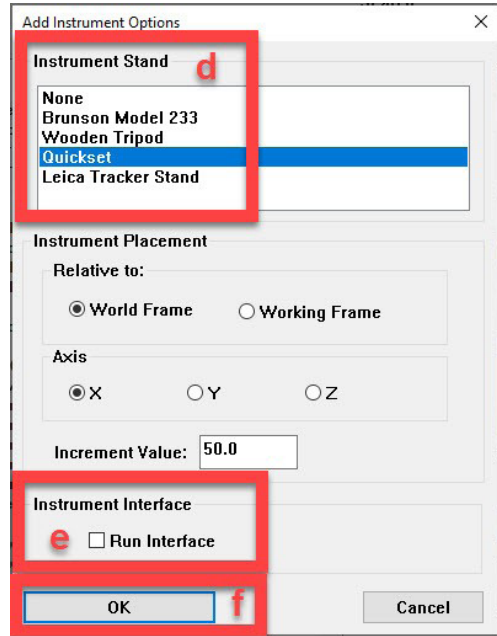 Add Instrument Options
Instrument Stand d
None
Brunson Model 233
Wooden Tripod
Quickset
Leica Tracker Stand
Instrument Placement
Relative to:
World Frame Working Frame
Axis
X Y Z
Increment Value: 50.0
Instrument Interface
e Run Interface
OK f Cancel